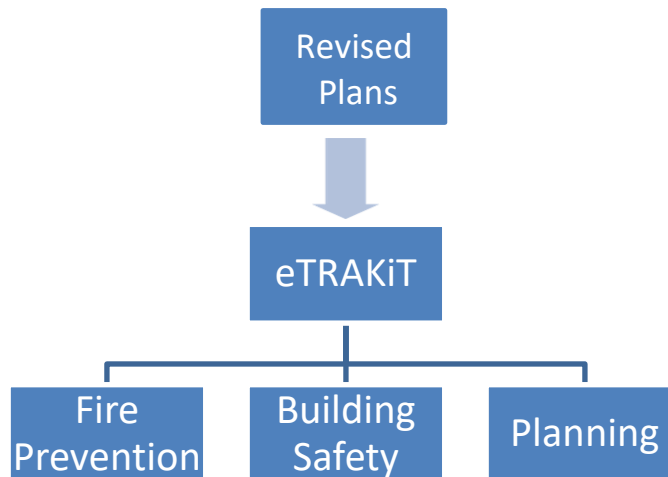 Revised
Plans
eTRAKiT
Fire
Prevention
Building
Safety
Planning